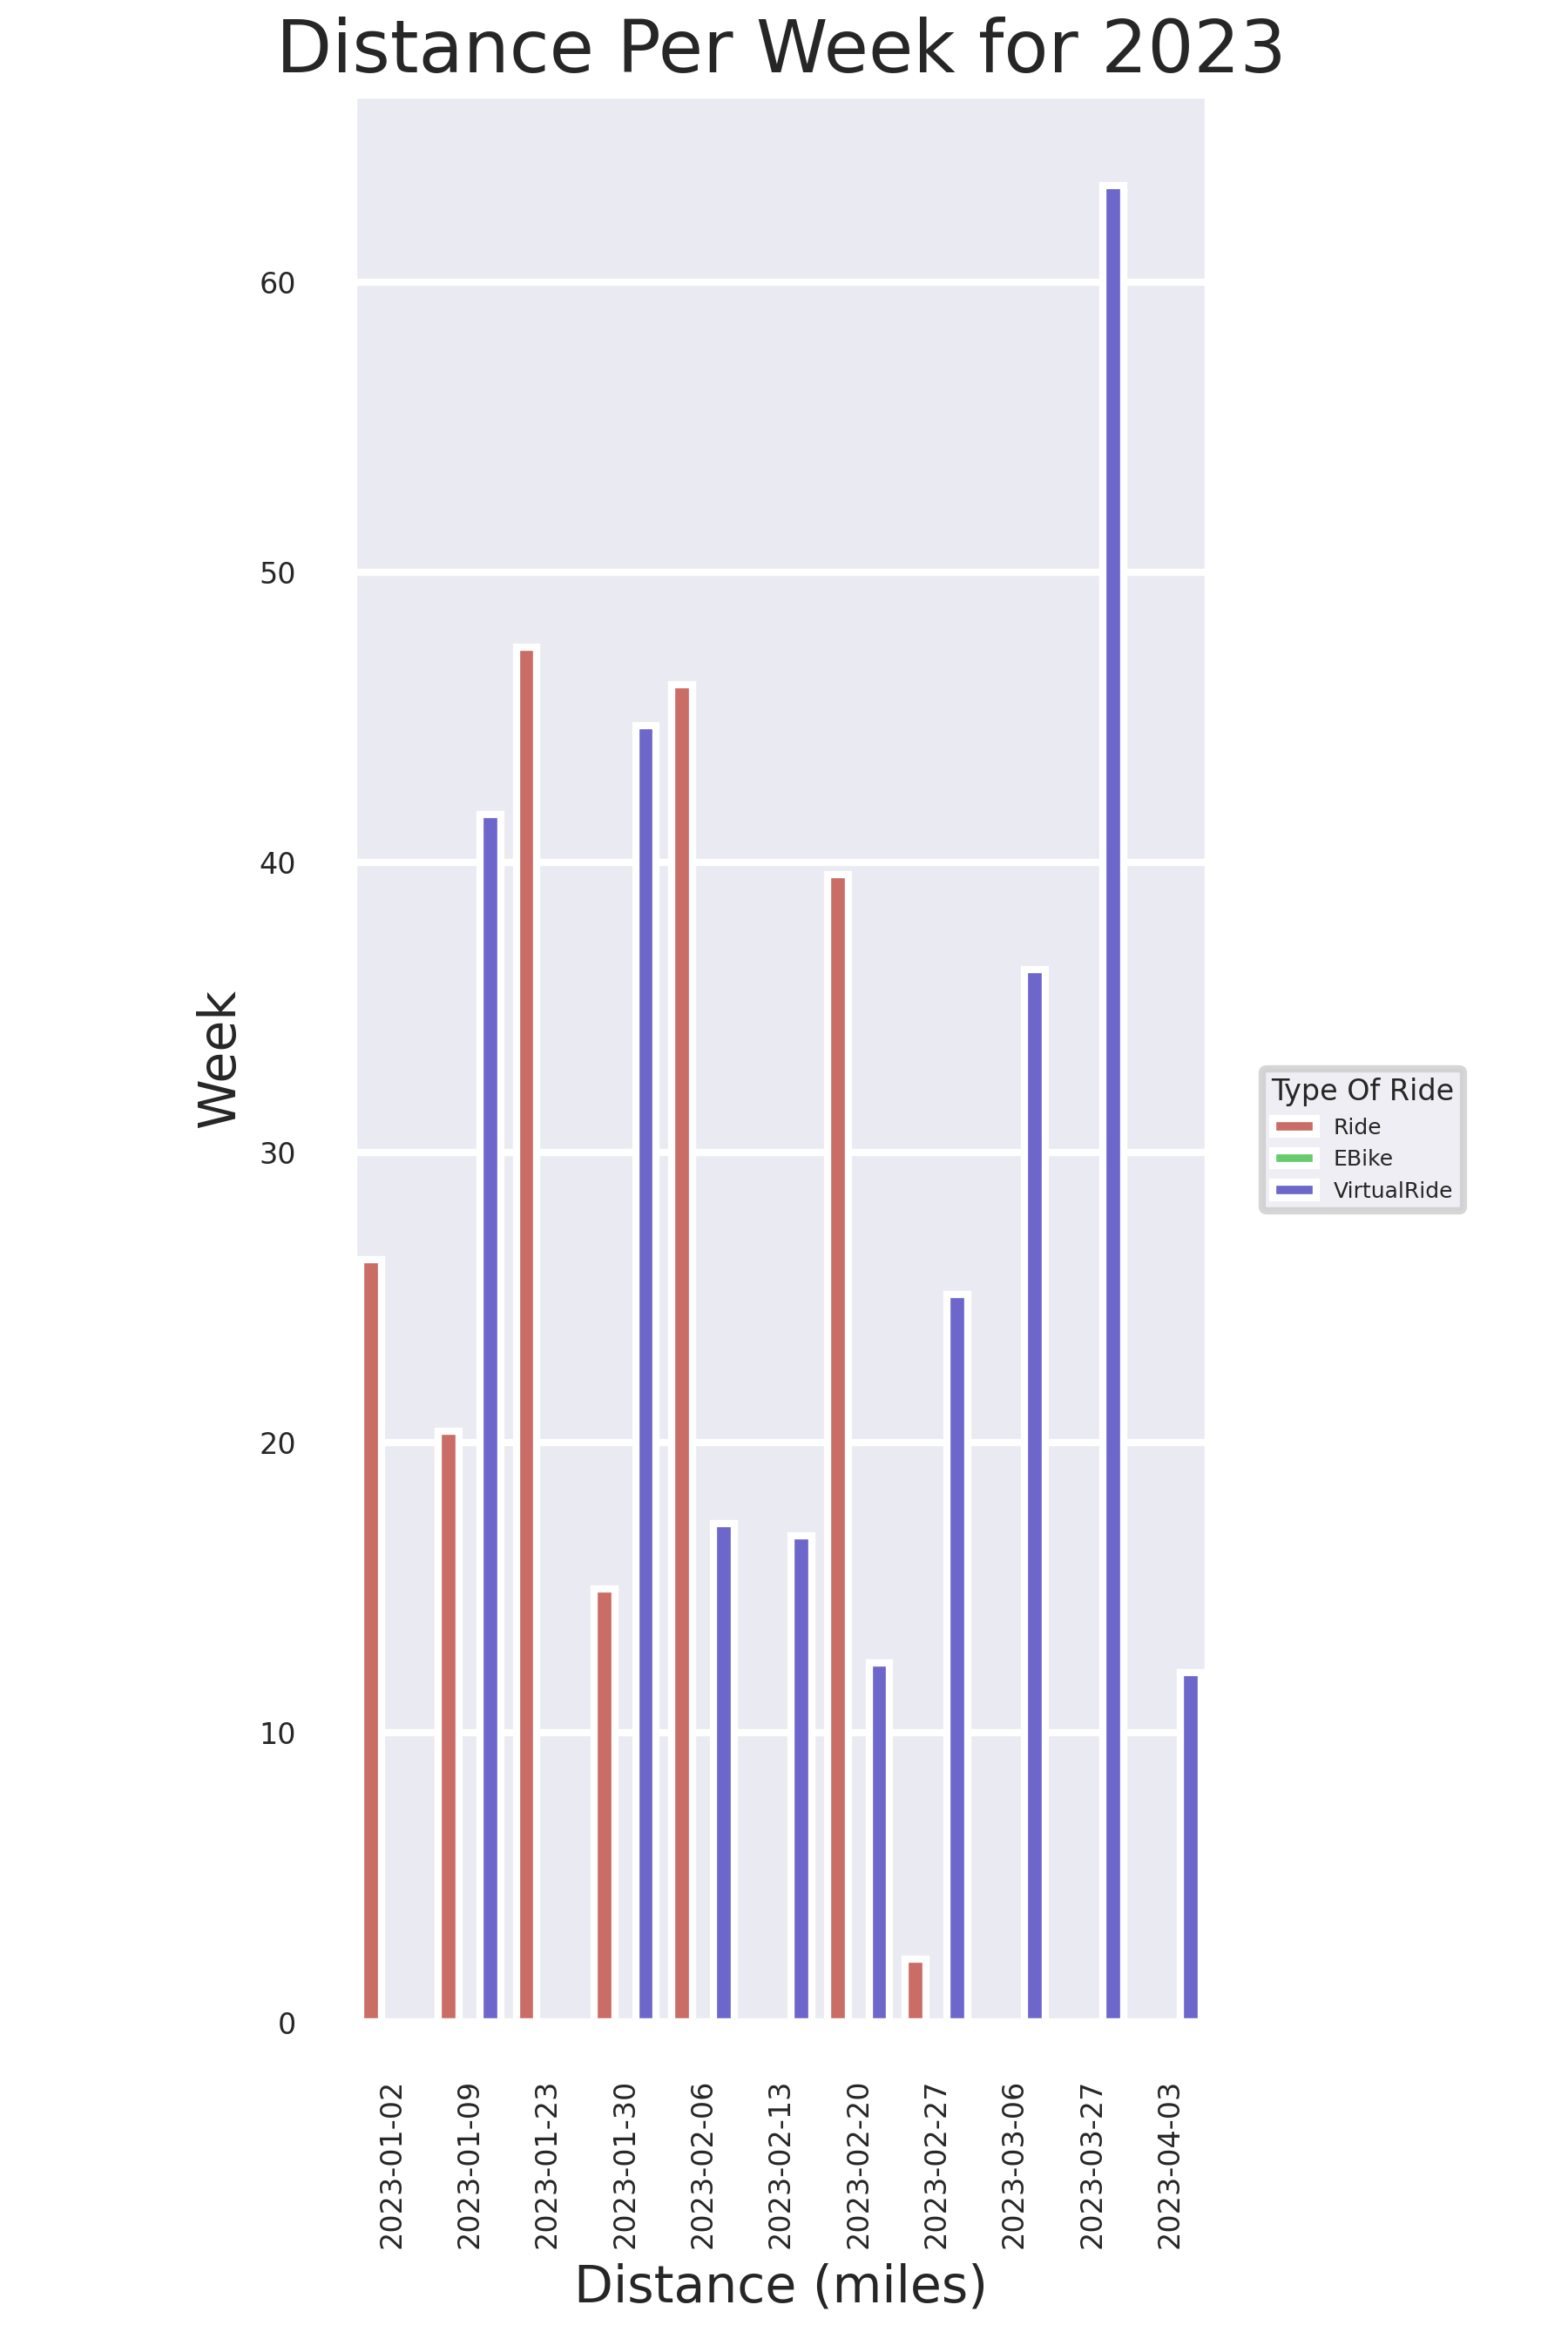 Distance Per Week for 2023
60
50
40
30
20
10
0
Week
Type Of Ride
Ride
EBike
VirtualRide
2023-01-02
2023-01-09
2023-01-23
2023-01-30
2023-02-06
2023-02-13
2023-02-20
2023-02-27
2023-03-06
2023-03-27
2023-04-03
Distance (miles)